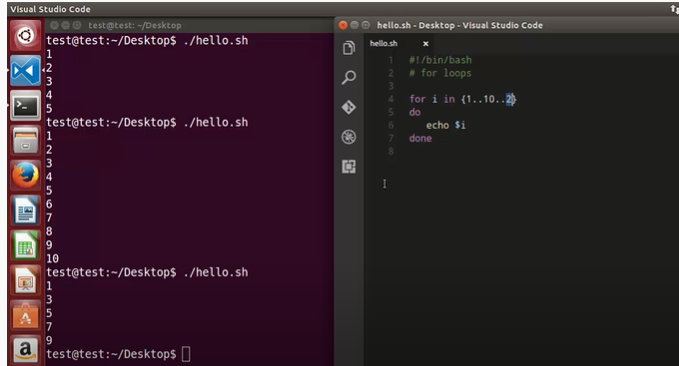 Visual Studio Code
test@test: ~/Desktop
test@test:~/Desktop$ ./hello.sh
1
2
3
4
5
test@test:~/Desktop$ ./hello.sh
1
2
3
4
5
6
7
8
9
10
test@test:~/Desktop$ ./hello.sh
1
3
5
7
9
test@test:~/Desktop$
hello.sh - Desktop - Visual Studio Code
hello.sh x
1 #!/bin/bash
2 # for loops
3
4 for i in {1..10..2}
5 do
6 echo $i
7 done
8